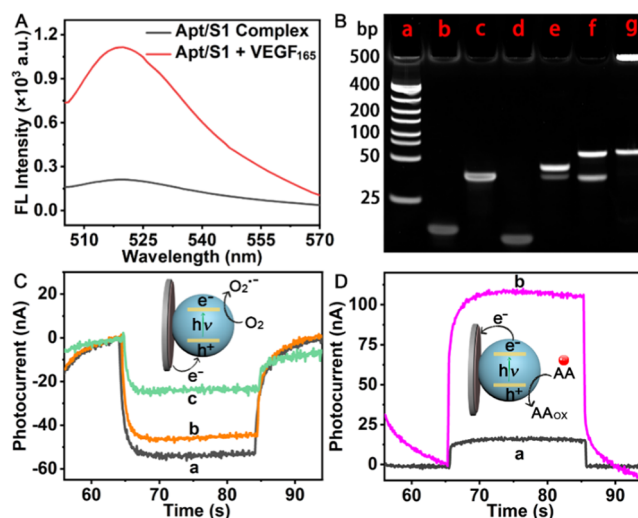 A
Apt/S1 Complex
Apt/S1 + VEGF₁₆₅
FL Intensity (×10³ a.u.)
1.2
0.9
0.6
0.3
0.0
510 525 540 555 570
Wavelength (nm)
B
bp a b c d e f g
500
400
200
100
50
25
C
20
0
-20
-40
-60
Photocurrent (nA)
e⁻
hν
h⁺
e⁻
O₂•⁻
O₂
c
b
a
60 70 80 90
Time (s)
D
100
75
50
25
0
Photocurrent (nA)
b
e⁻
e⁻
hν
h⁺
AA
AAox
a
60 70 80 90
Time (s)